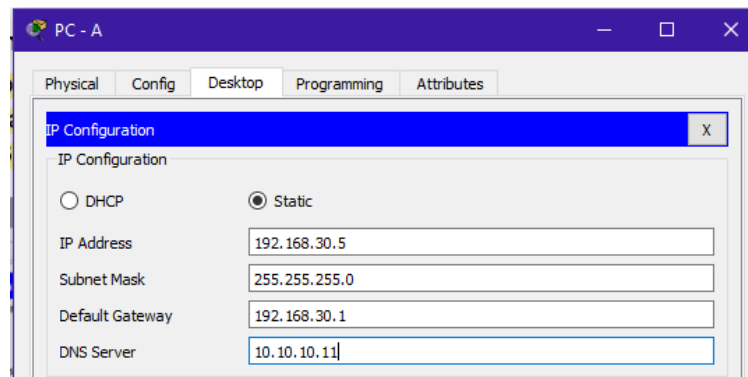 PC - A
Physical Config Desktop Programming Attributes
IP Configuration X
IP Configuration
DHCP Static
IP Address 192.168.30.5
Subnet Mask 255.255.255.0
Default Gateway 192.168.30.1
DNS Server 10.10.10.11